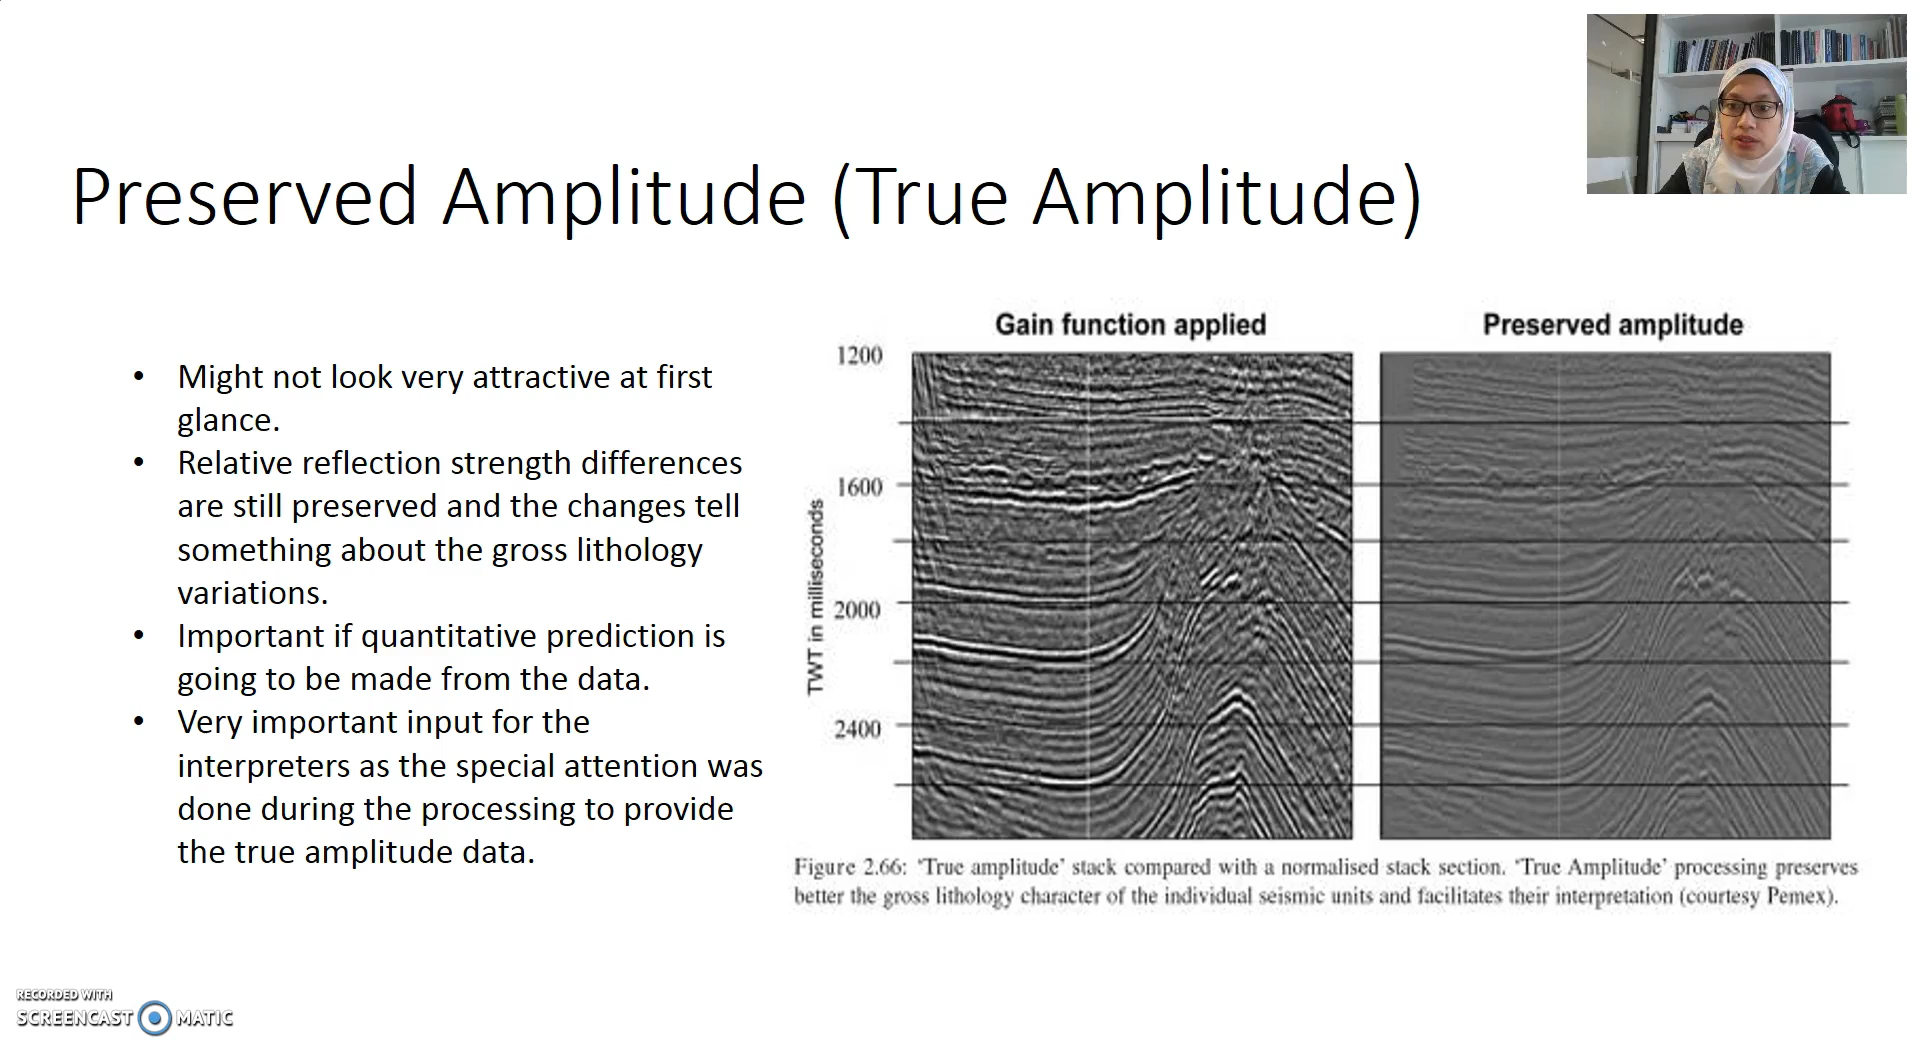 Preserved Amplitude (True Amplitude)
• Might not look very attractive at first
glance.
• Relative reflection strength differences
are still preserved and the changes tell
something about the gross lithology
variations.
• Important if quantitative prediction is
going to be made from the data.
• Very important input for the
interpreters as the special attention was
done during the processing to provide
the true amplitude data.
Gain function applied
Preserved amplitude
1200
1600
2000
2400
TWT in milliseconds
Figure 2.66: ‘True amplitude’ stack compared with a normalised stack section. ‘True Amplitude’ processing preserves
better the gross lithology character of the individual seismic units and facilitates their interpretation (courtesy Pemex).
RECORDED WITH
SCREENCAST MATIC